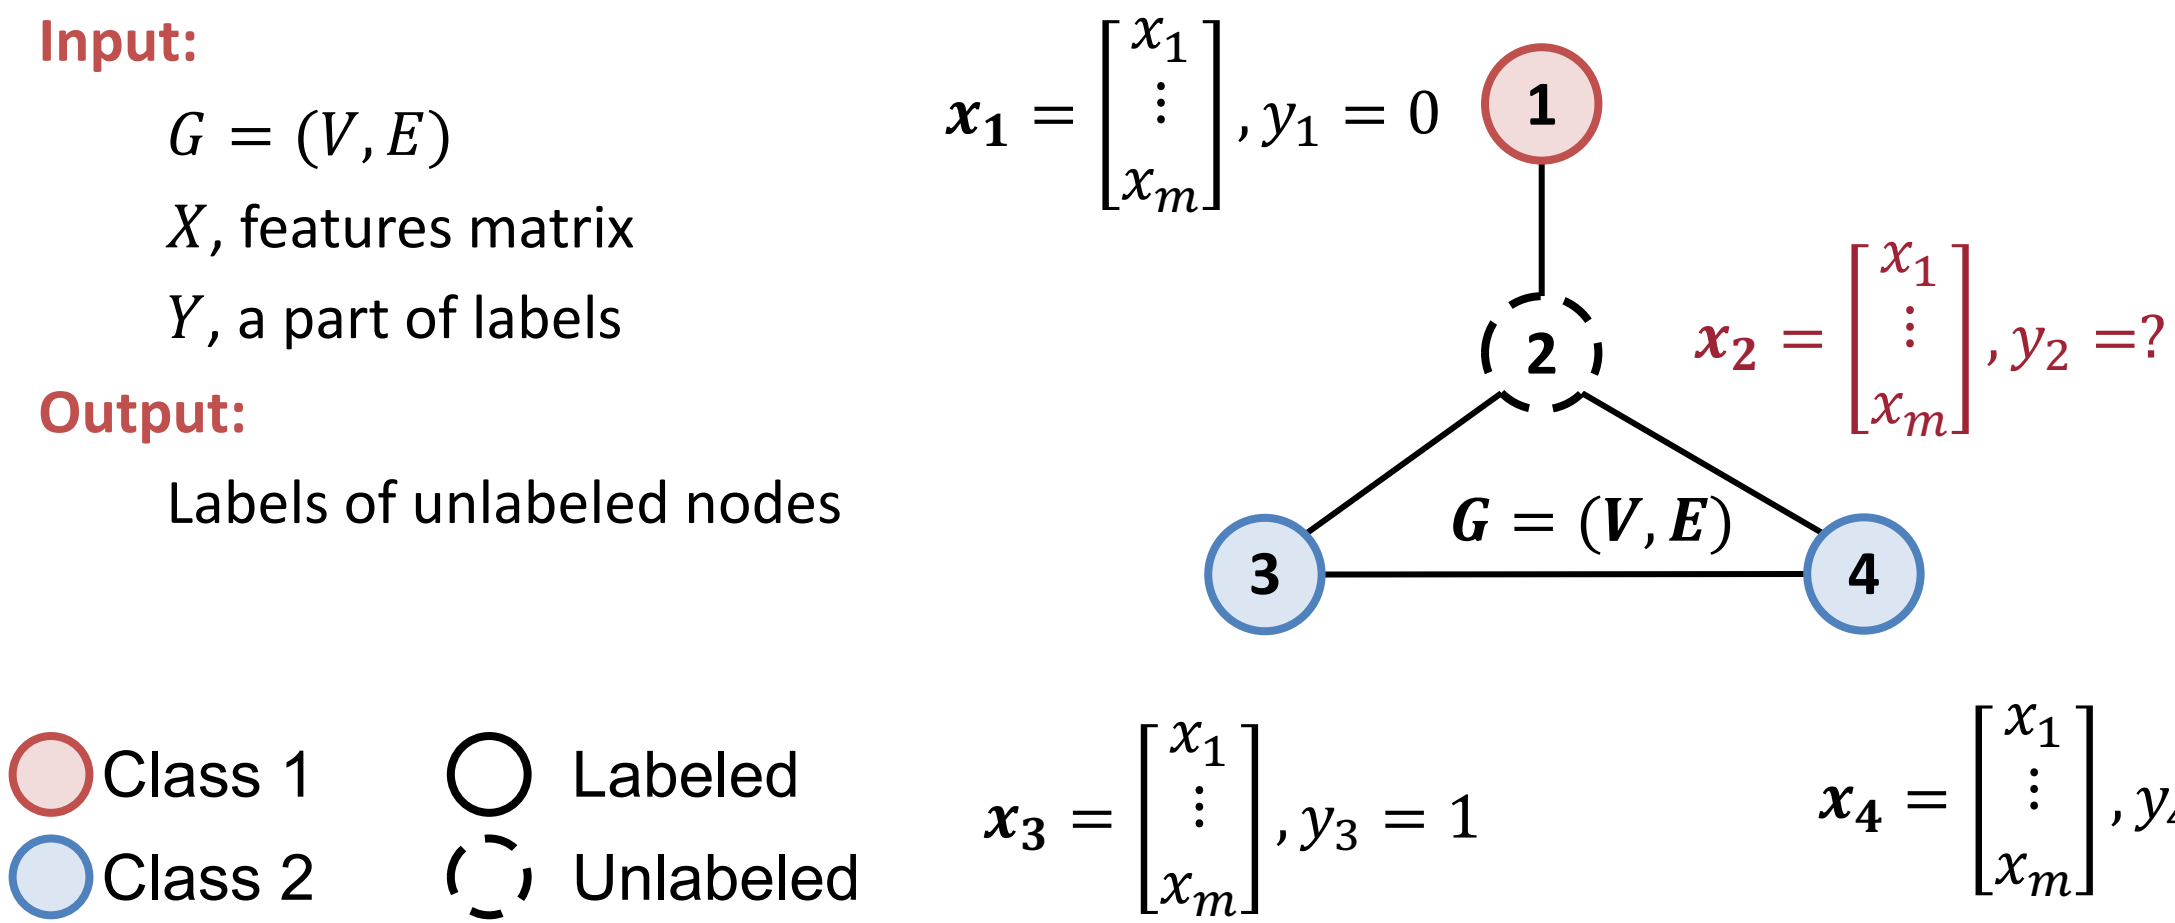 Input:
G = (V, E)
X, features matrix
Y, a part of labels
Output:
Labels of unlabeled nodes
Class 1
Labeled
Class 2
Unlabeled
x₁ = [x₁ ⋮ xₘ], y₁ = 0
1
2
x₂ = [x₁ ⋮ xₘ], y₂ =?
G = (V, E)
3
4
x₃ = [x₁ ⋮ xₘ], y₃ = 1
x₄ = [x₁ ⋮ xₘ], y